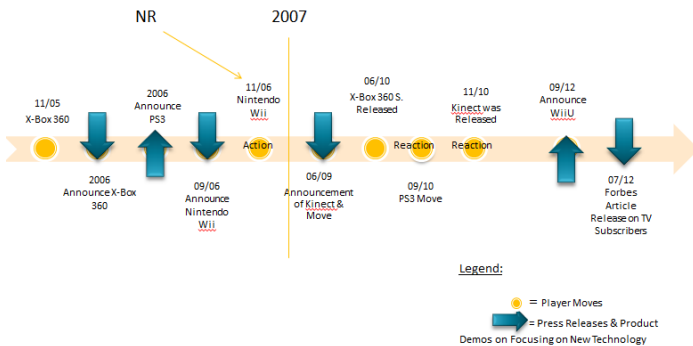 NR
2007
11/05
X-Box 360
2006
Announce X-Box
360
2006
Announce
PS3
09/06
Announce
Nintendo
Wii
11/06
Nintendo
Wii
Action
06/09
Announcement
of Kinect &
Move
06/10
X-Box 360 S.
Released
Reaction
09/10
PS3 Move
11/10
Kinect was
Released
Reaction
09/12
Announce
WiiU
07/12
Forbes
Article
Release on TV
Subscribers
Legend:
= Player Moves
= Press Releases & Product
Demos on Focusing on New Technology